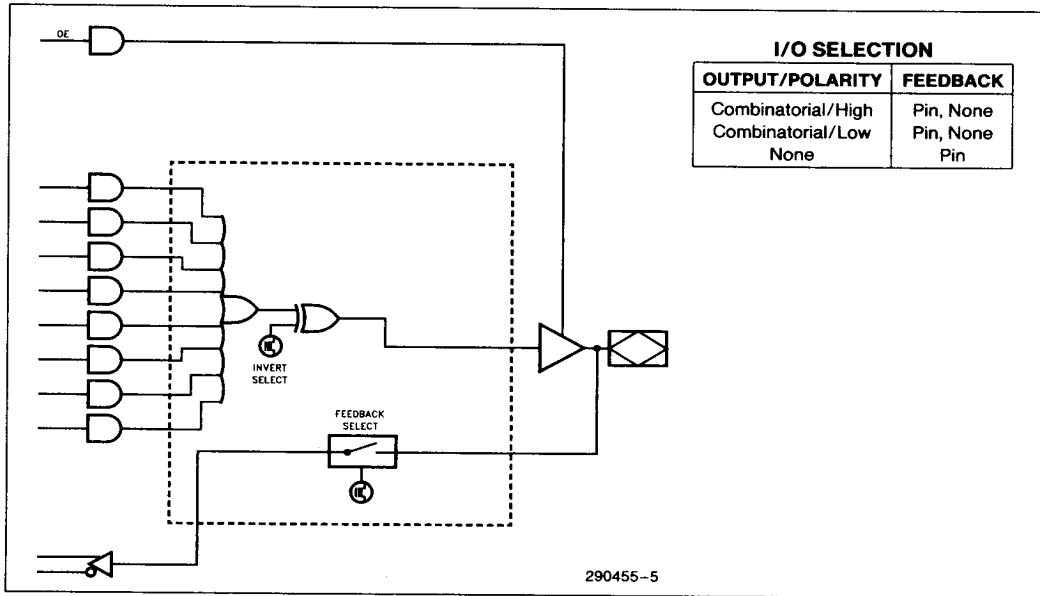 OE
I/O SELECTION
OUTPUT/POLARITY FEEDBACK
Combinatorial/High Pin, None
Combinatorial/Low Pin, None
None Pin
INVERT
SELECT
FEEDBACK
SELECT
290455-5